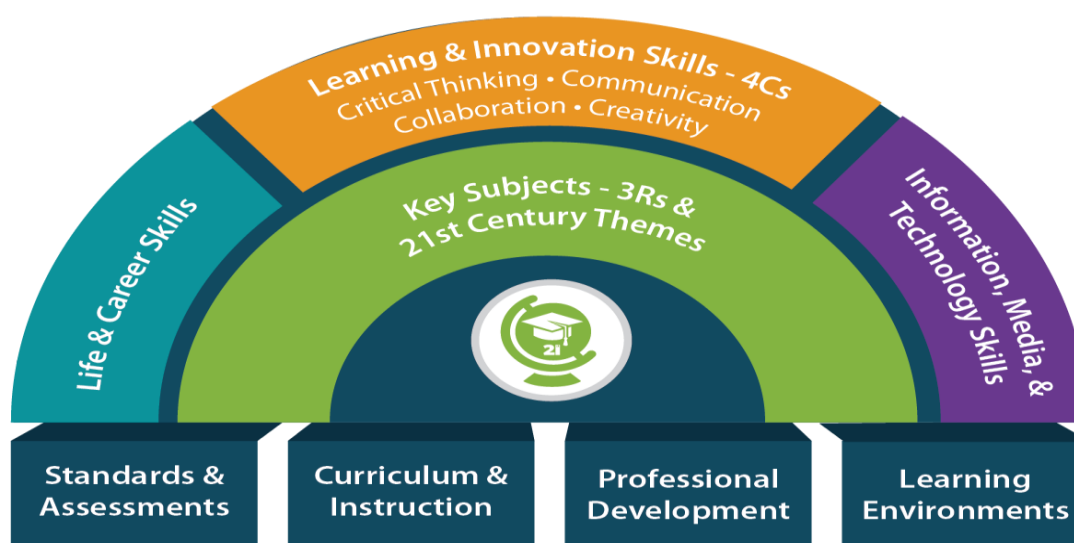 Learning & Innovation Skills - 4Cs
Critical Thinking • Communication
Collaboration • Creativity
Life & Career Skills
Key Subjects - 3Rs &
21st Century Themes
Information, Media, &
Technology Skills
21
Standards &
Assessments
Curriculum &
Instruction
Professional
Development
Learning
Environments